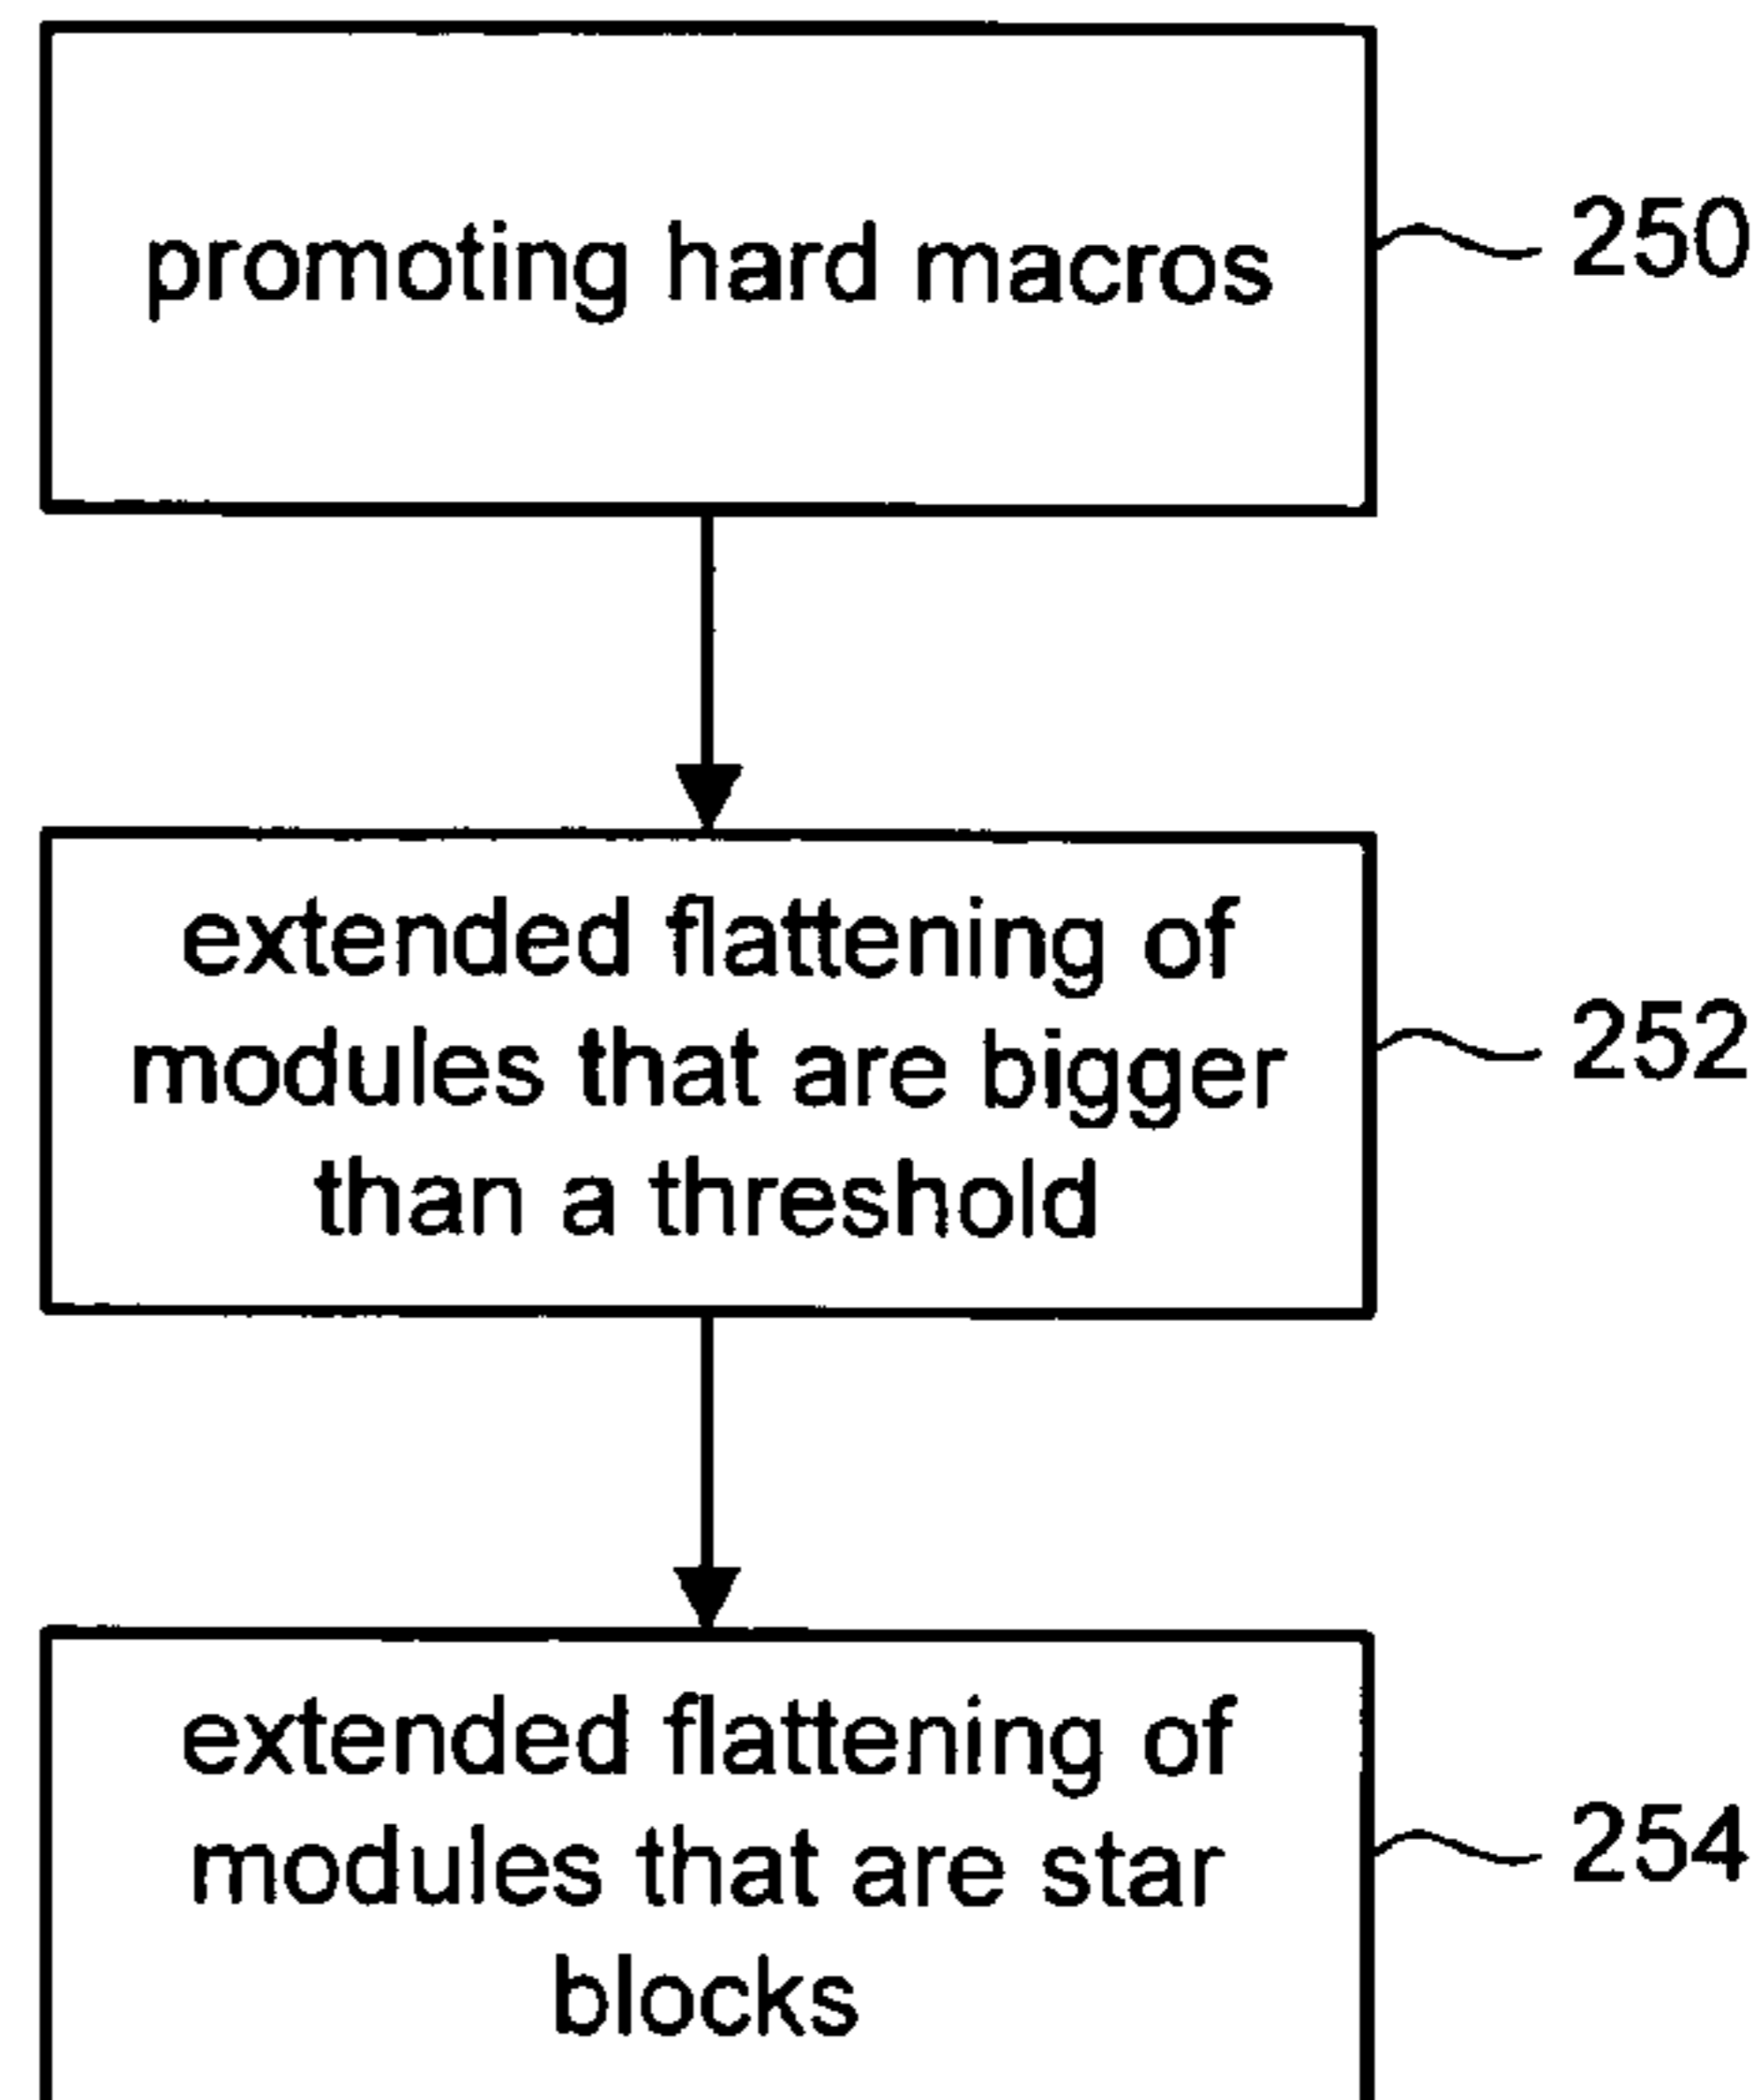 promoting hard macros
250
extended flattening of
modules that are bigger
than a threshold
252
extended flattening of
modules that are star
blocks
254